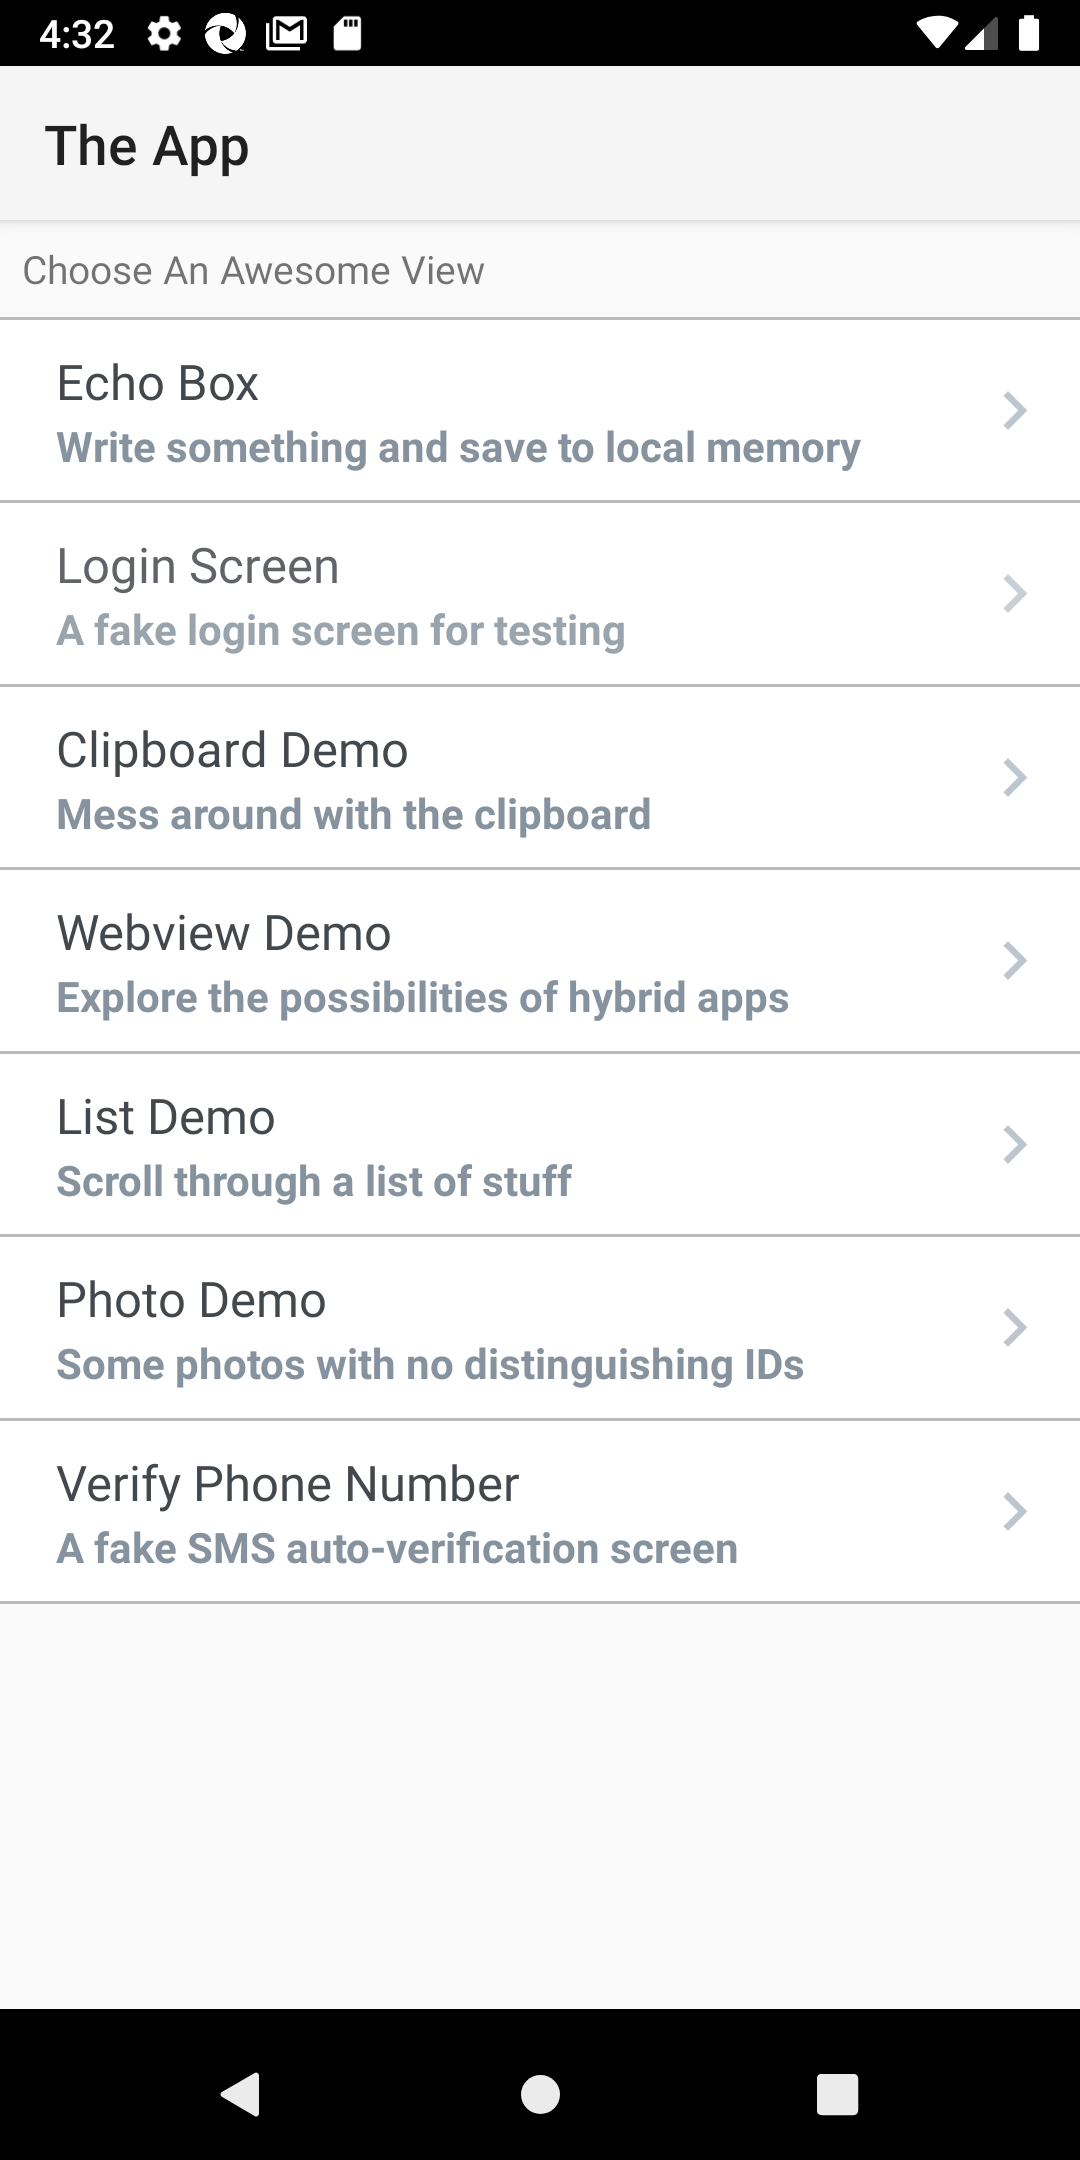 4:32
The App
Choose An Awesome View
Echo Box
Write something and save to local memory
Login Screen
A fake login screen for testing
Clipboard Demo
Mess around with the clipboard
Webview Demo
Explore the possibilities of hybrid apps
List Demo
Scroll through a list of stuff
Photo Demo
Some photos with no distinguishing IDs
Verify Phone Number
A fake SMS auto-verification screen